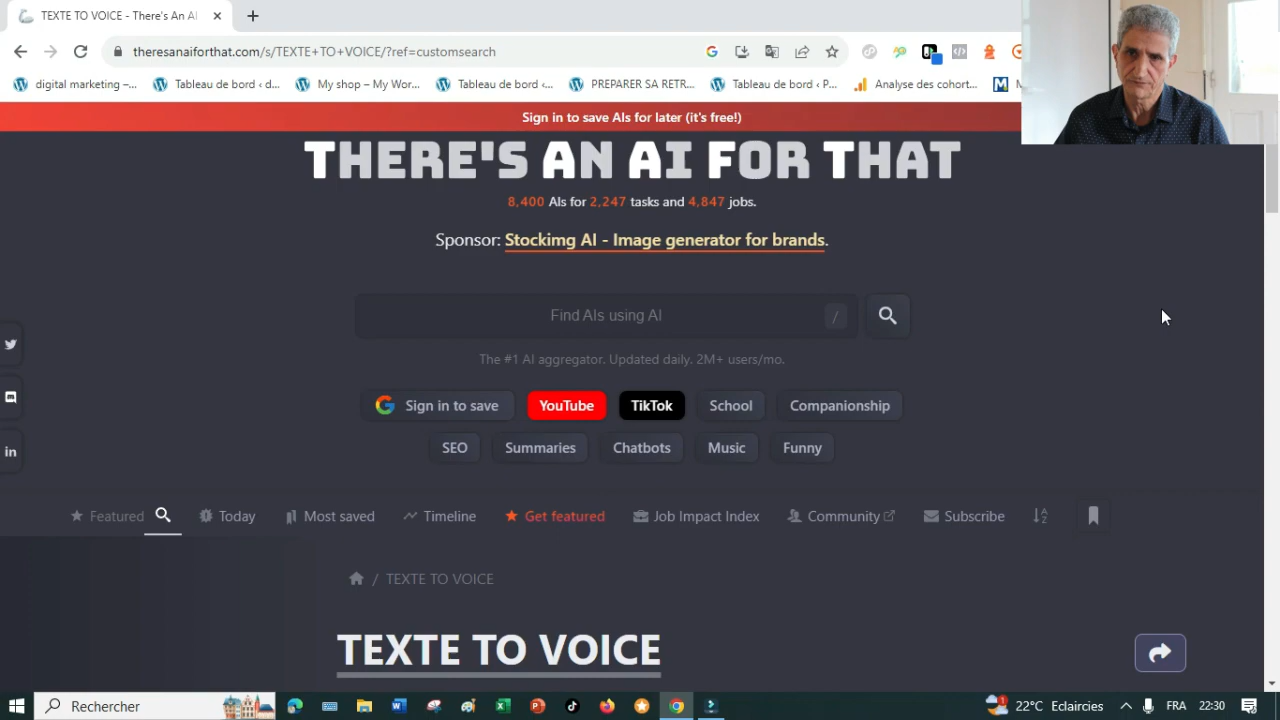 TEXTE TO VOICE - There's An AI
theresanaiforthat.com/s/TEXTE+TO+VOICE/?ref=customsearch
digital marketing –...
Tableau de bord ‹ d...
My shop – My Wo...
Tableau de bord ‹...
PREPARER SA RETR...
Tableau de bord ‹ P...
Analyse des cohort...
Sign in to save AIs for later (it's free!)
THERE'S AN AI FOR THAT
8,400 AIs for 2,247 tasks and 4,847 jobs.
Sponsor: Stockimg AI - Image generator for brands.
Find AIs using AI /
The #1 AI aggregator. Updated daily. 2M+ users/mo.
Sign in to save YouTube TikTok School Companionship
SEO Summaries Chatbots Music Funny
Featured Today Most saved Timeline Get featured Job Impact Index Community Subscribe
/ TEXTE TO VOICE
TEXTE TO VOICE
Rechercher
22°C Eclaircies FRA 22:30